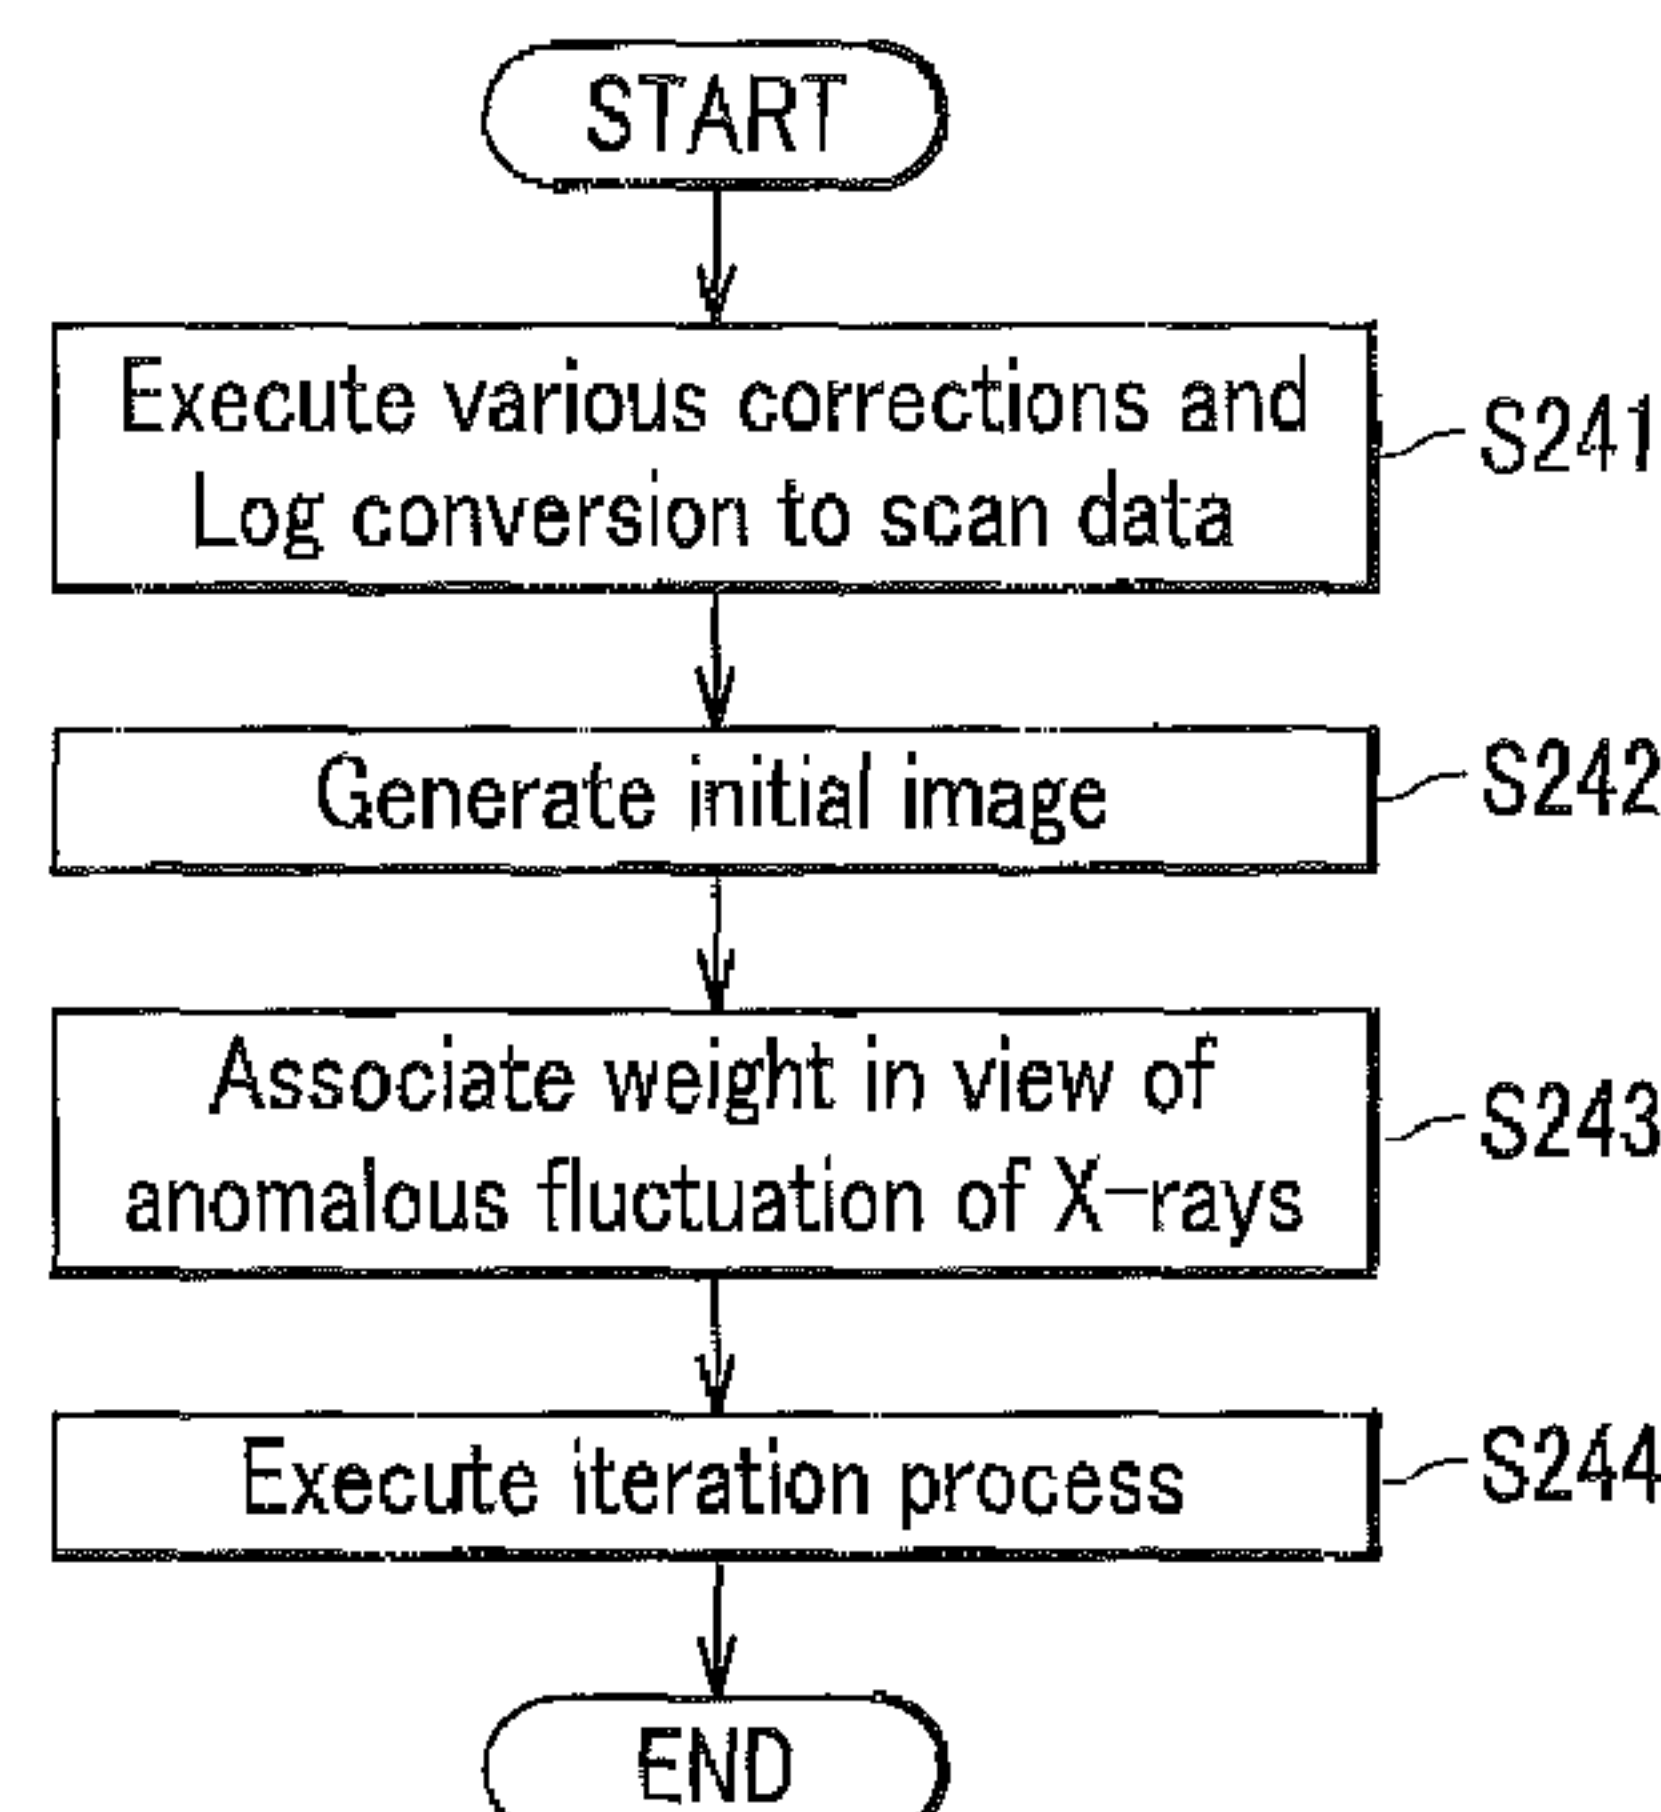 START
Execute various corrections and
Log conversion to scan data
S241
Generate initial image
S242
Associate weight in view of
anomalous fluctuation of X-rays
S243
Execute iteration process
S244
END